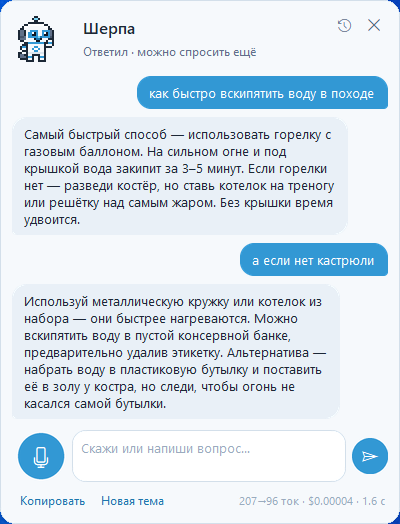 Шерпа
Ответил · можно спросить ещё
как быстро вскипятить воду в походе
Самый быстрый способ — использовать горелку с
газовым баллоном. На сильном огне и под
крышкой вода закипит за 3–5 минут. Если горелки
нет — разведи костёр, но ставь котелок на треногу
или решётку над самым жаром. Без крышки время
удвоится.
а если нет кастрюли
Используй металлическую кружку или котелок из
набора — они быстрее нагреваются. Можно
вскипятить воду в пустой консервной банке,
предварительно удалив этикетку. Альтернатива —
набрать воду в пластиковую бутылку и поставить
её в золу у костра, но следи, чтобы огонь не
касался самой бутылки.
Скажи или напиши вопрос...
Копировать Новая тема 207→96 ток · $0.00004 · 1.6 с